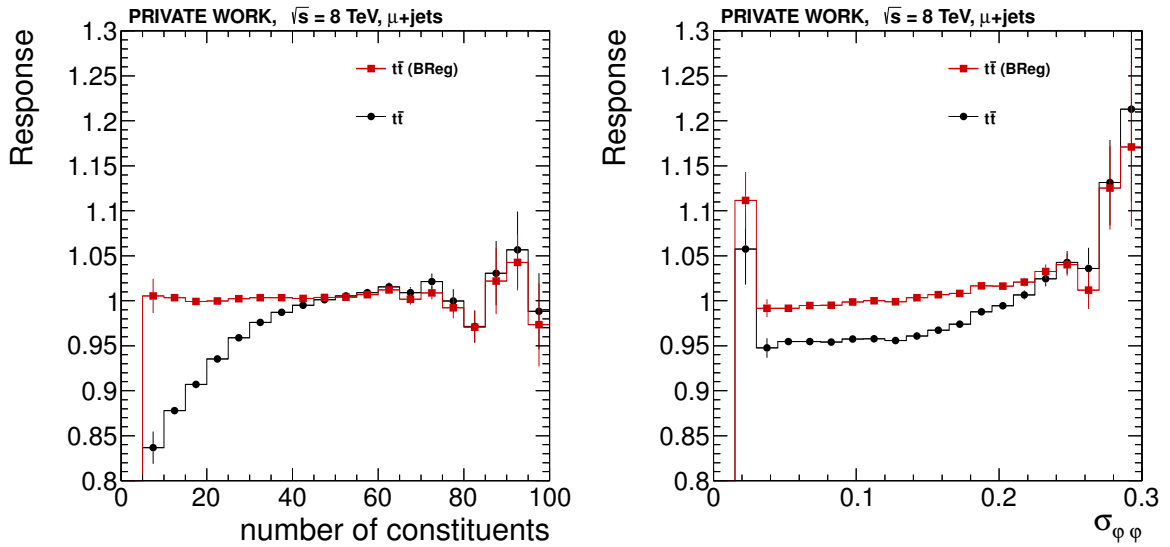 PRIVATE WORK, √s = 8 TeV, μ+jets
Response
1.3
1.25
1.2
1.15
1.1
1.05
1
0.95
0.9
0.85
0.8
tt̄ (BReg)
tt̄
0 20 40 60 80 100
number of constituents
PRIVATE WORK, √s = 8 TeV, μ+jets
Response
1.3
1.25
1.2
1.15
1.1
1.05
1
0.95
0.9
0.85
0.8
tt̄ (BReg)
tt̄
0 0.1 0.2 0.3
σφφ